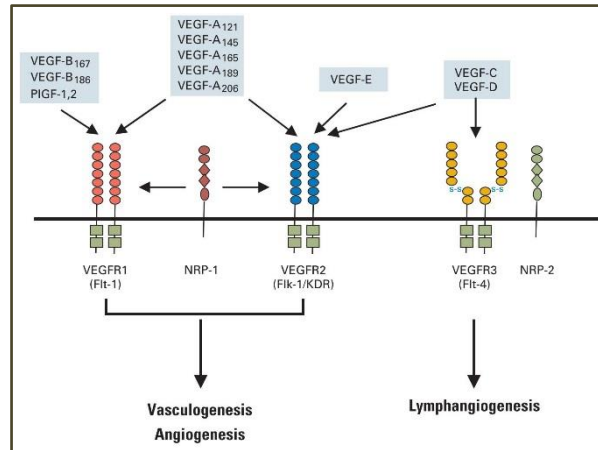 VEGF-B167
VEGF-B186
PIGF-1,2
VEGF-A121
VEGF-A145
VEGF-A165
VEGF-A189
VEGF-A206
VEGF-E
VEGF-C
VEGF-D
S-S
S-S
VEGFR1
(Flt-1)
NRP-1
VEGFR2
(Flk-1/KDR)
VEGFR3
(Flt-4)
NRP-2
Vasculogenesis
Angiogenesis
Lymphangiogenesis